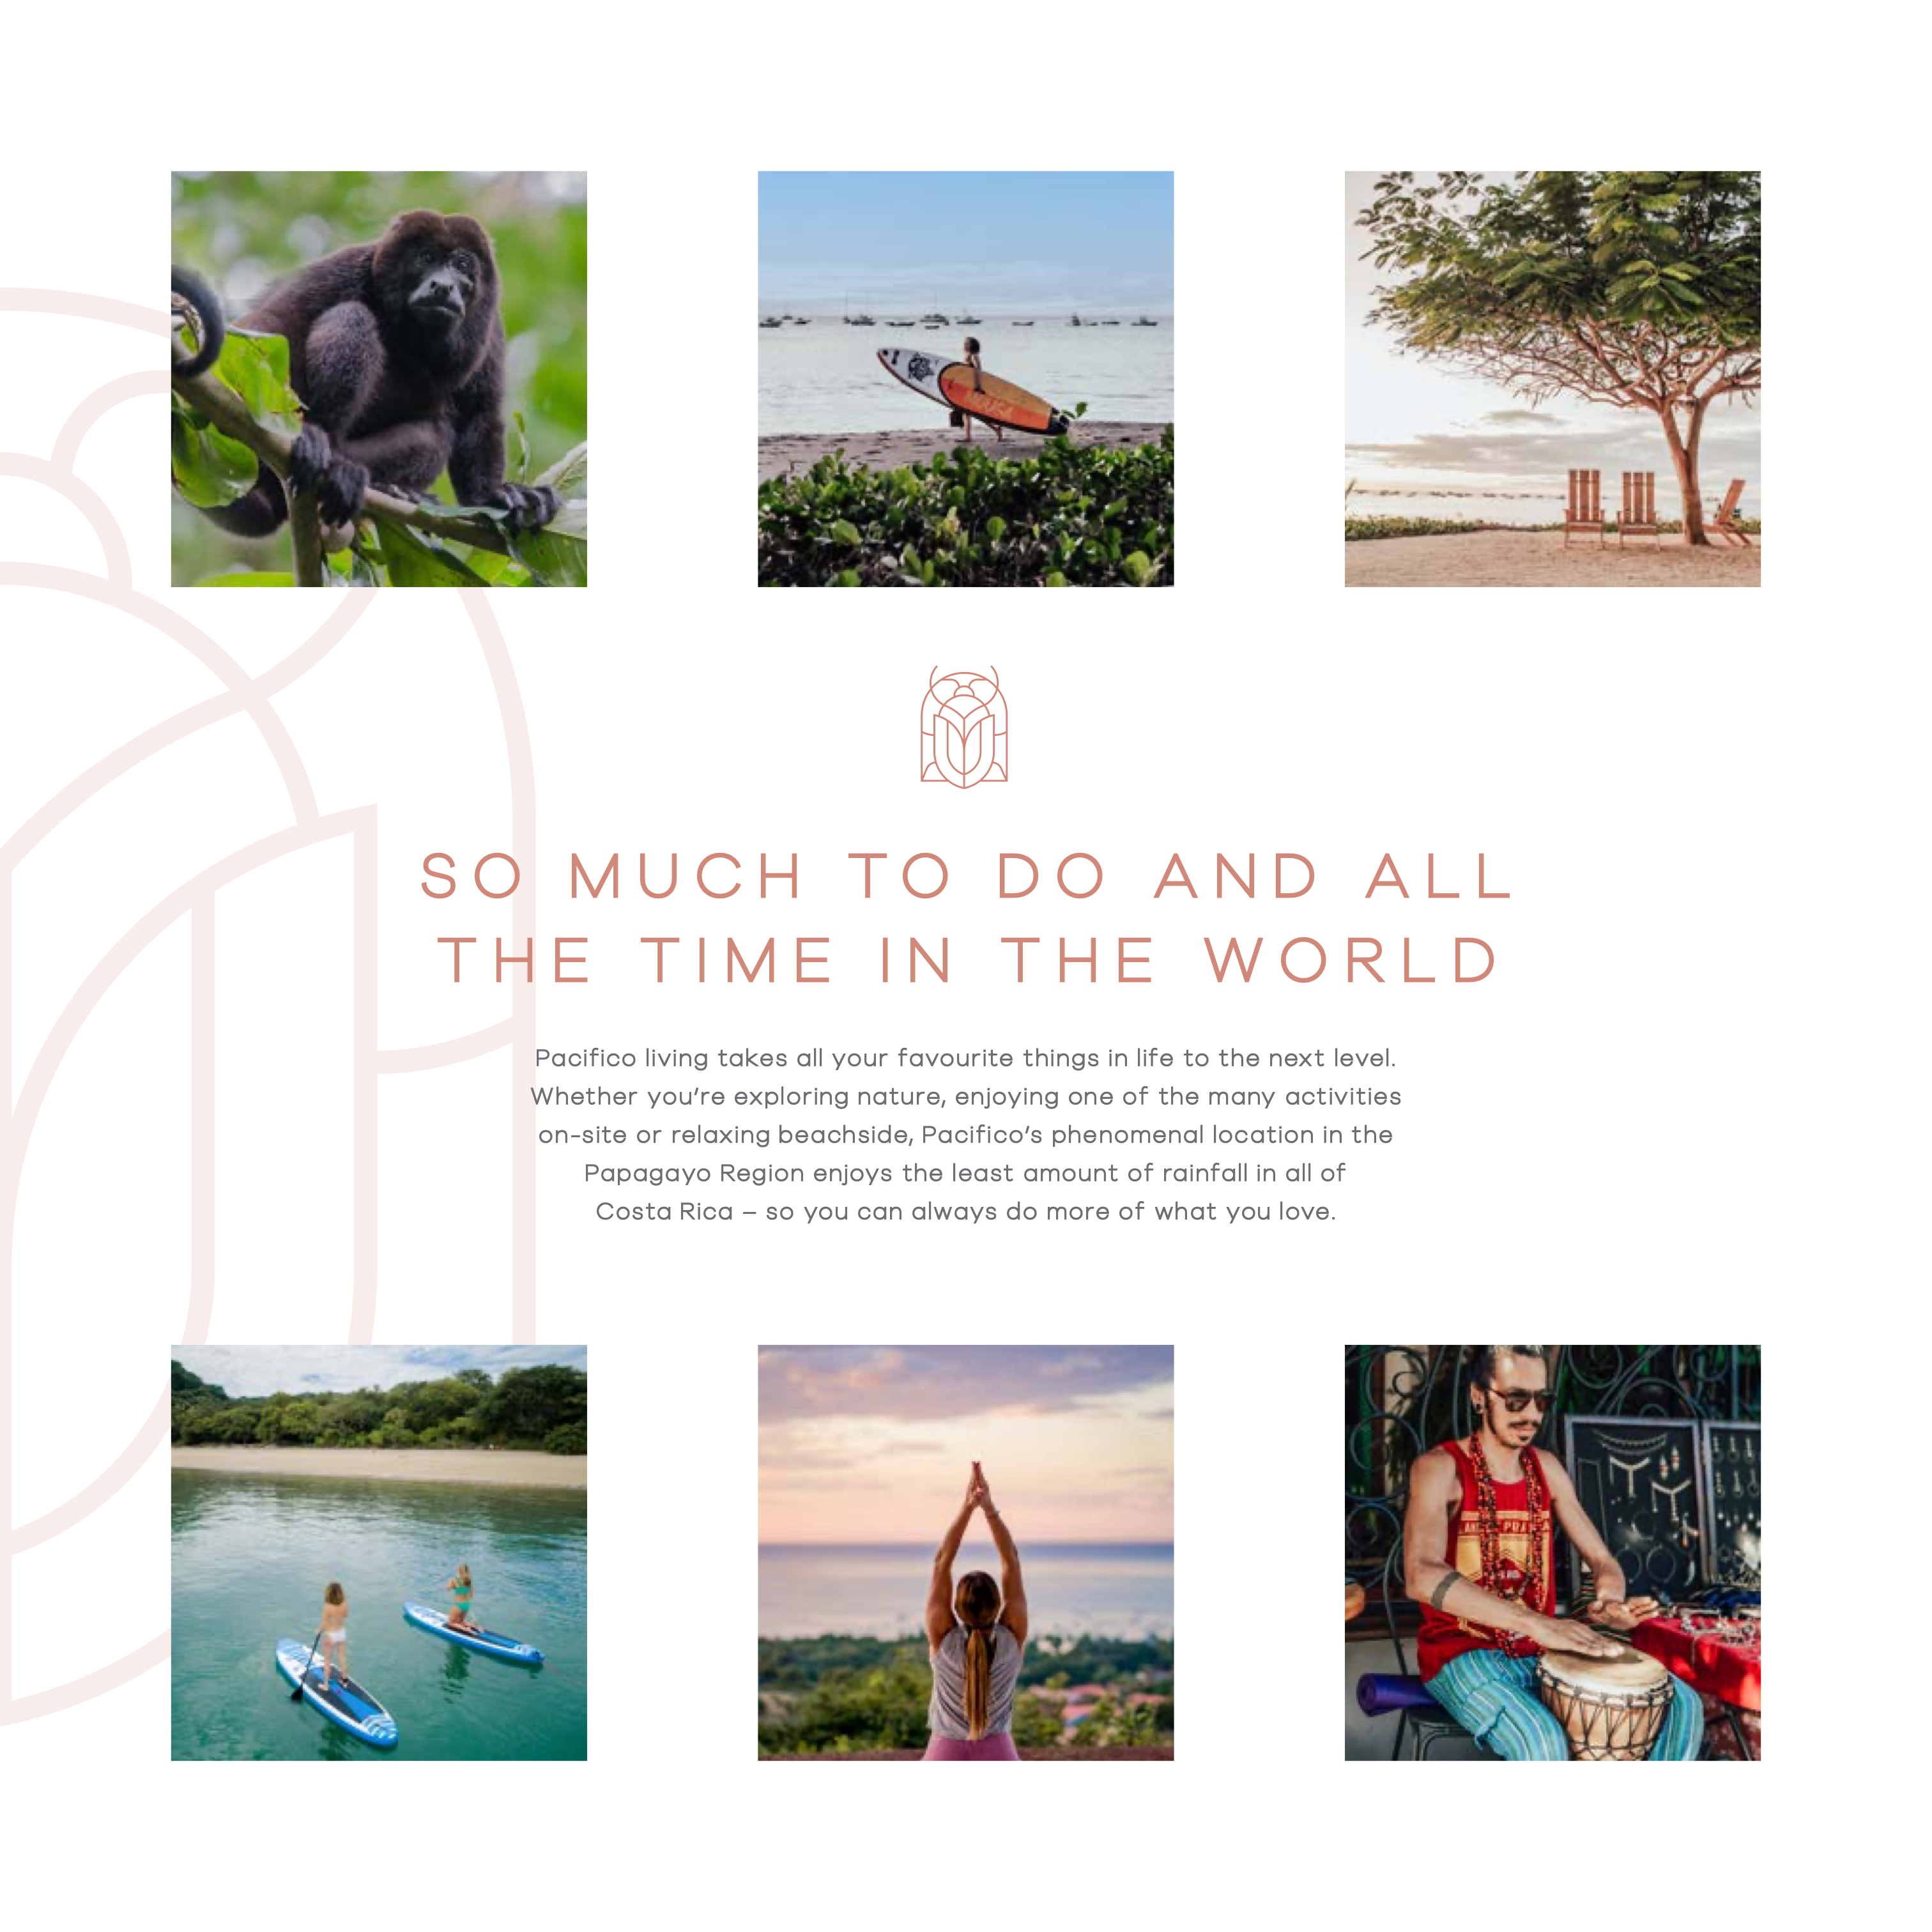 SO MUCH TO DO AND ALL
THE TIME IN THE WORLD
Pacifico living takes all your favourite things in life to the next level.
Whether you’re exploring nature, enjoying one of the many activities
on-site or relaxing beachside, Pacifico’s phenomenal location in the
Papagayo Region enjoys the least amount of rainfall in all of
Costa Rica – so you can always do more of what you love.